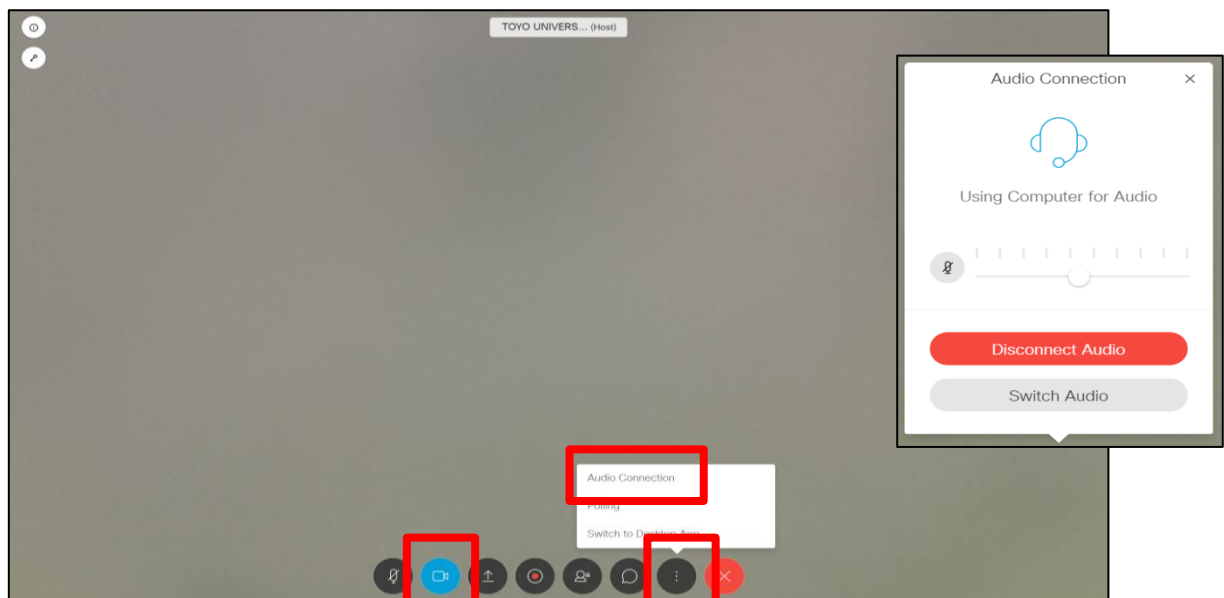 TOYO UNIVERS... (Host)
Audio Connection
Using Computer for Audio
Disconnect Audio
Switch Audio
Audio Connection
Polling
Switch to Desktop App